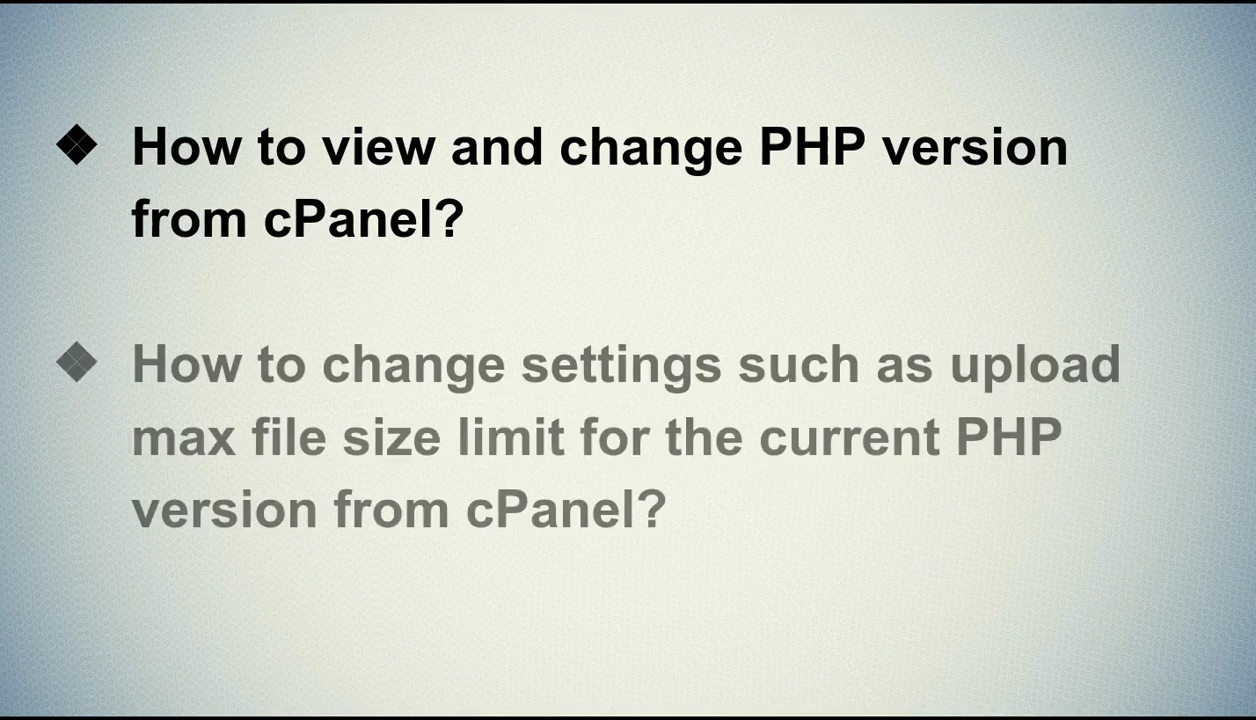 ❖ How to view and change PHP version
from cPanel?
❖ How to change settings such as upload
max file size limit for the current PHP
version from cPanel?